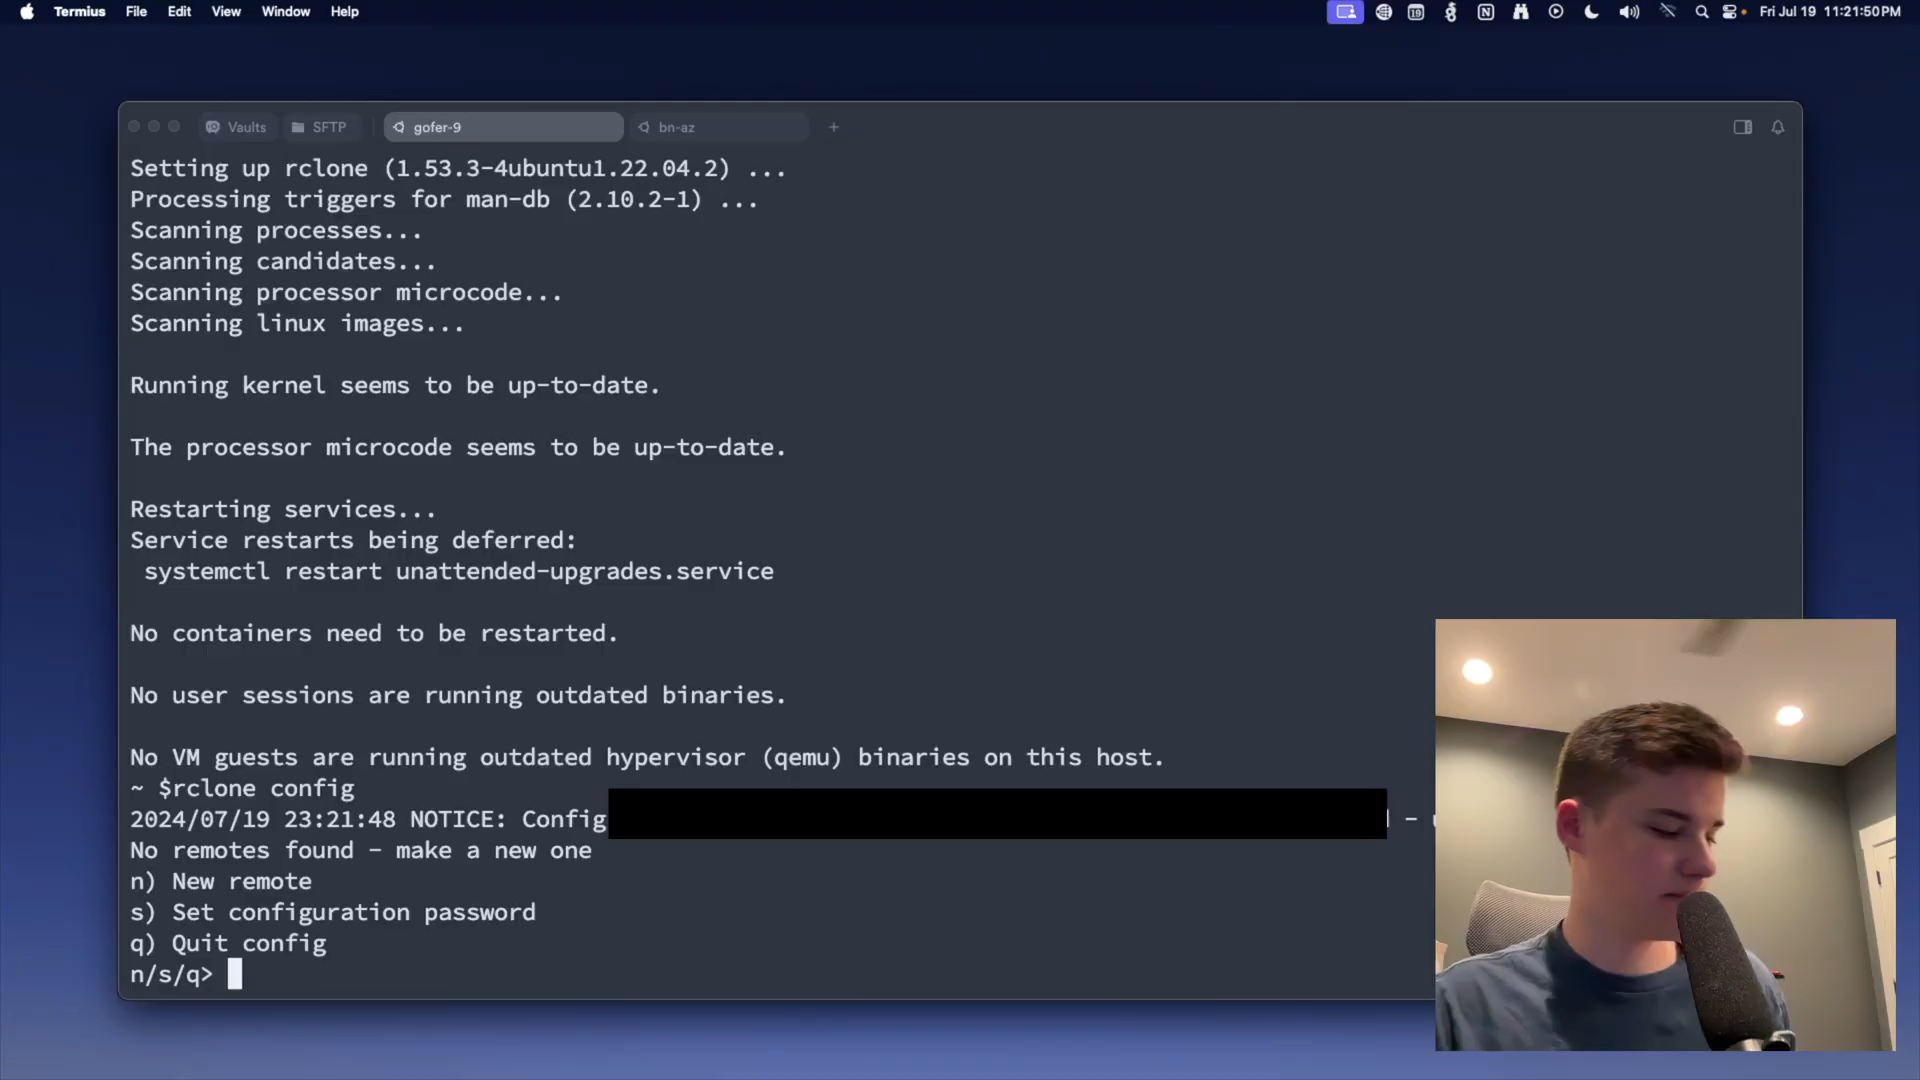 Termius File Edit View Window Help
19 Fri Jul 19 11:21:50 PM
Vaults SFTP gofer-9 bn-az +
Setting up rclone (1.53.3-4ubuntu1.22.04.2) ...
Processing triggers for man-db (2.10.2-1) ...
Scanning processes...
Scanning candidates...
Scanning processor microcode...
Scanning linux images...
Running kernel seems to be up-to-date.
The processor microcode seems to be up-to-date.
Restarting services...
Service restarts being deferred:
systemctl restart unattended-upgrades.service
No containers need to be restarted.
No user sessions are running outdated binaries.
No VM guests are running outdated hypervisor (qemu) binaries on this host.
~ $rclone config
2024/07/19 23:21:48 NOTICE: Config -
No remotes found - make a new one
n) New remote
s) Set configuration password
q) Quit config
n/s/q>